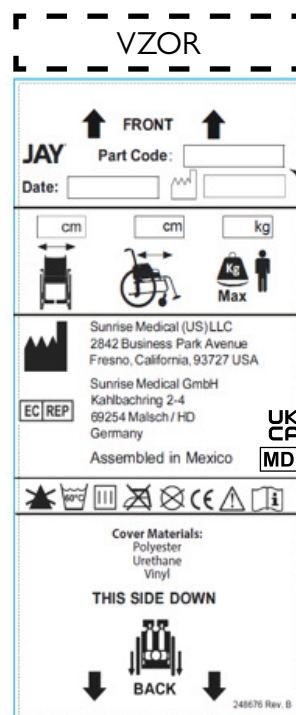 VZOR
FRONT
JAY Part Code:
Date:
cm cm kg
Kg
Max
Sunrise Medical (US) LLC
2842 Business Park Avenue
Fresno, California, 93727 USA
Sunrise Medical GmbH
Kahlbachring 2-4
69254 Malsch / HD
Germany
EC REP
UK
CA
Assembled in Mexico
MD
60°C
CE
Cover Materials:
Polyester
Urethane
Vinyl
THIS SIDE DOWN
BACK
248676 Rev. B